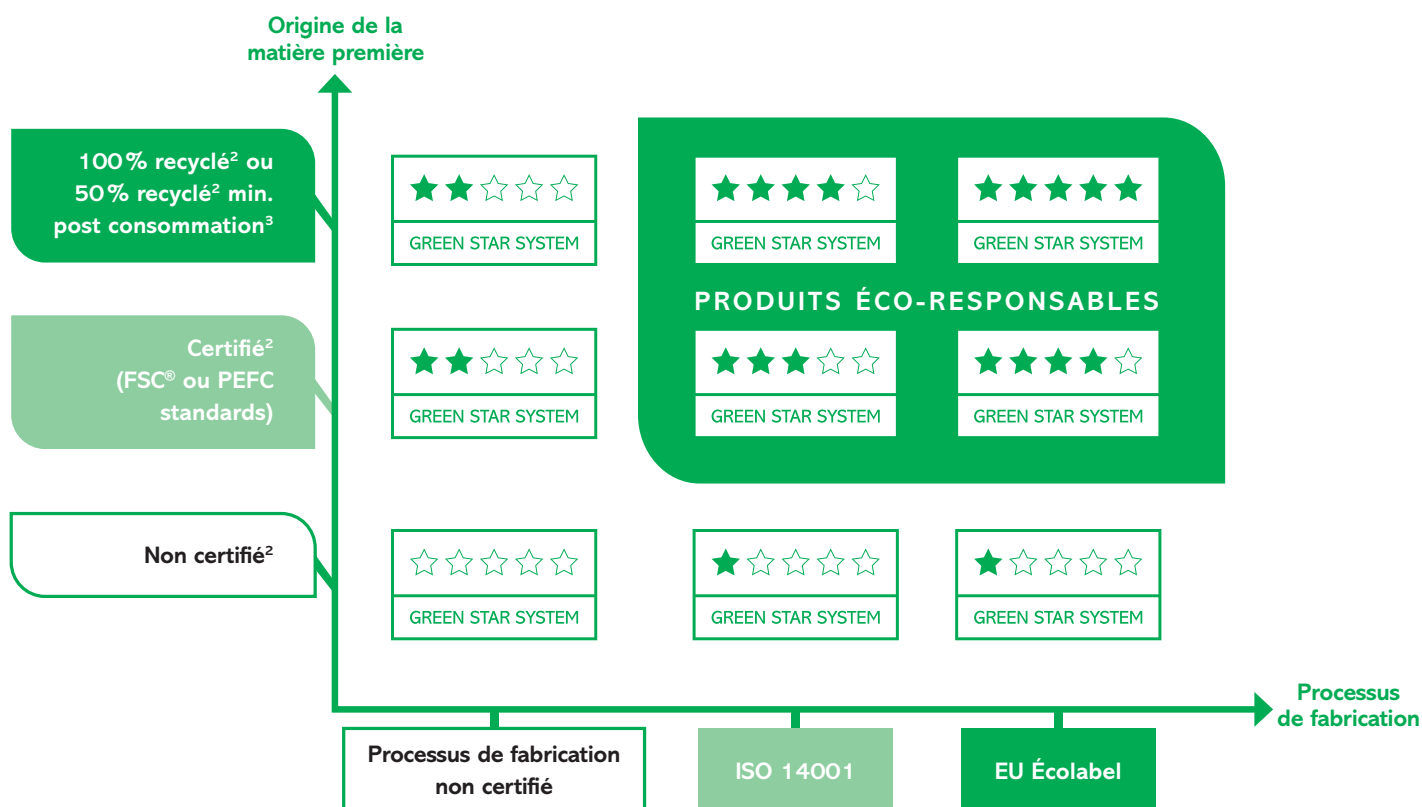 Origine de la
matière première
100 % recyclé² ou
50 % recyclé² min.
post consommation³
GREEN STAR SYSTEM
GREEN STAR SYSTEM
GREEN STAR SYSTEM
PRODUITS ÉCO-RESPONSABLES
Certifié²
(FSC® ou PEFC
standards)
GREEN STAR SYSTEM
GREEN STAR SYSTEM
GREEN STAR SYSTEM
Non certifié²
GREEN STAR SYSTEM
GREEN STAR SYSTEM
GREEN STAR SYSTEM
Processus
de fabrication
Processus de fabrication
non certifié
ISO 14001
EU Écolabel